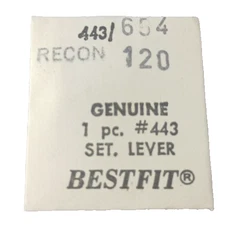 443/654
RECON 120
GENUINE
1 pc. #443
SET. LEVER
BESTFIT®